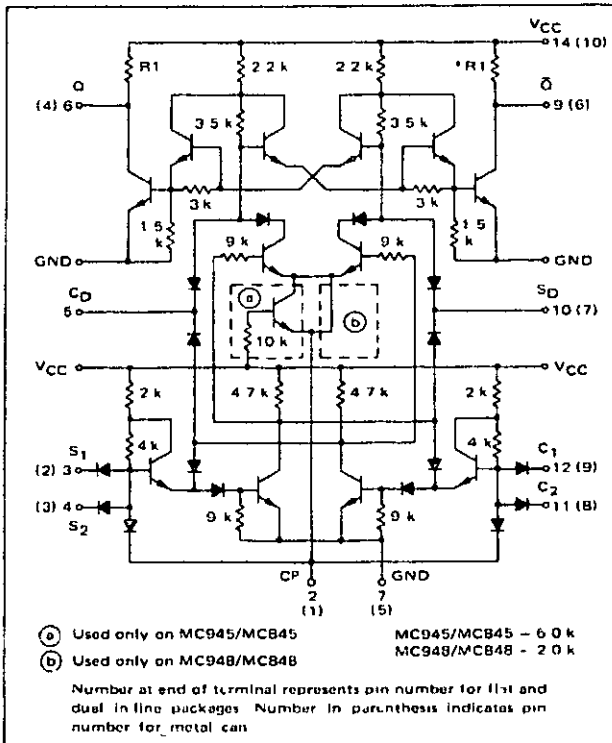 VCC
14 (10)
R1
2 2 k
2 2 k
*R1
Q
(4) 6
Q̄
9 (6)
3 5 k
3 5 k
3 k
3 k
1 5 k
1 5 k
GND
GND
9 k
9 k
CD
5
a
b
SD
10 (7)
10 k
VCC
VCC
2 k
4 7 k
4 7 k
2 k
4 k
4 k
S1
(2) 3
C1
12 (9)
(3) 4
S2
C2
11 (8)
9 k
9 k
CP
2
(1)
GND
7
(5)
a Used only on MC945/MC845
MC945/MC845 - 6 0 k
b Used only on MC948/MC848
MC948/MC848 - 2 0 k
Number at end of terminal represents pin number for flat and
dual in-line packages Number in parenthesis indicates pin
number for metal can